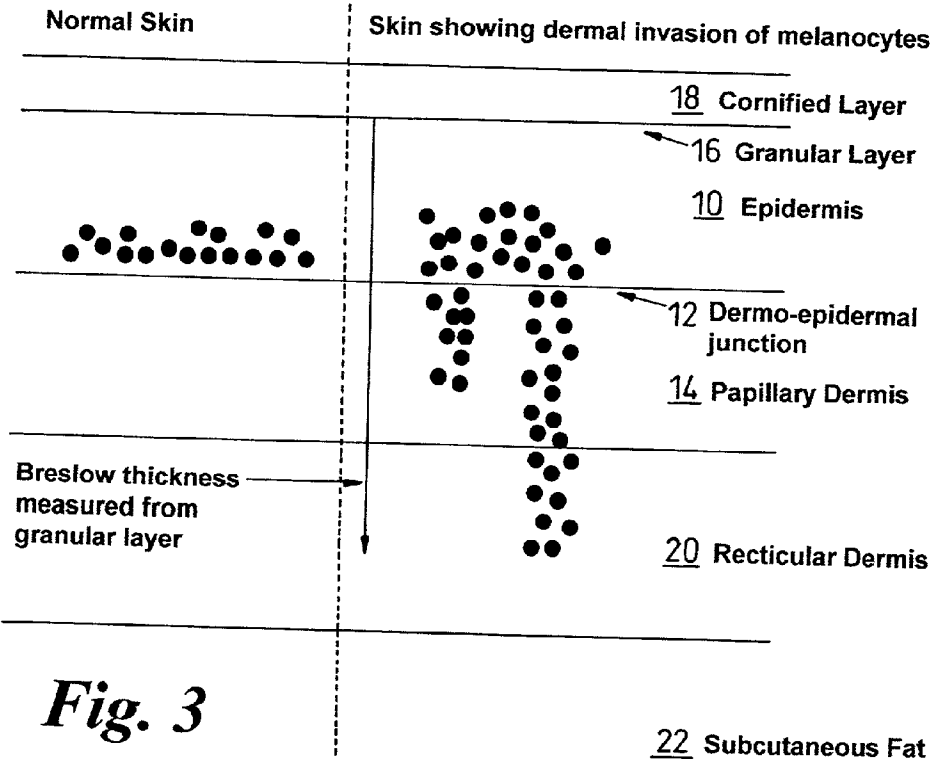 Normal Skin
Skin showing dermal invasion of melanocytes
18 Cornified Layer
16 Granular Layer
10 Epidermis
12 Dermo-epidermal
junction
14 Papillary Dermis
Breslow thickness
measured from
granular layer
20 Recticular Dermis
Fig. 3
22 Subcutaneous Fat